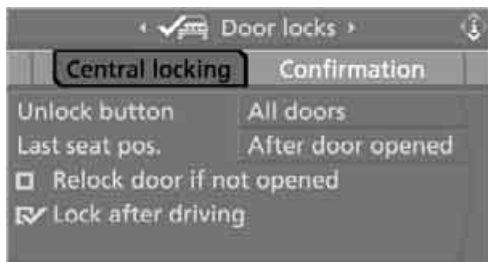 Door locks
Central locking Confirmation
Unlock button All doors
Last seat pos. After door opened
Relock door if not opened
Lock after driving